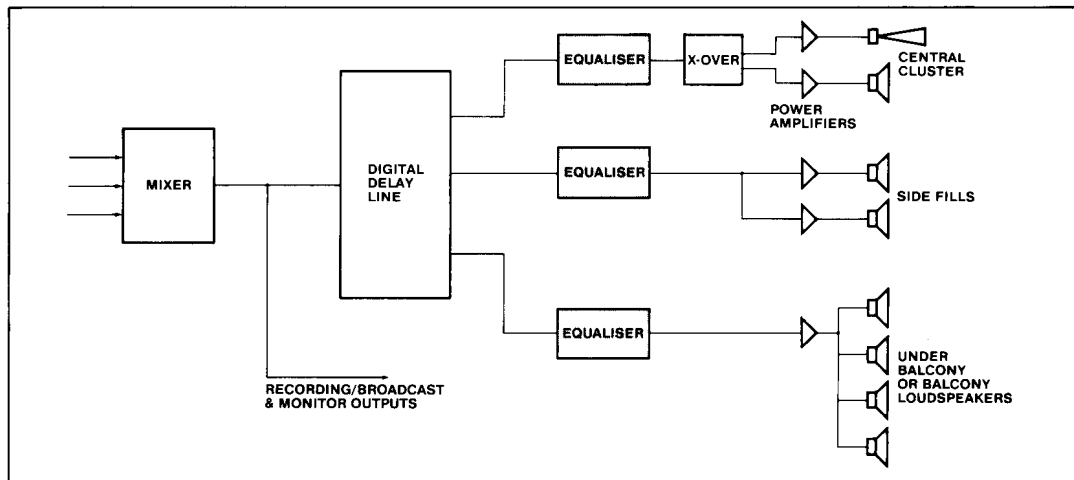 EQUALISER
X-OVER
CENTRAL
CLUSTER
POWER
AMPLIFIERS
MIXER
DIGITAL
DELAY
LINE
EQUALISER
SIDE FILLS
EQUALISER
UNDER
BALCONY
OR BALCONY
LOUDSPEAKERS
RECORDING/BROADCAST
& MONITOR OUTPUTS